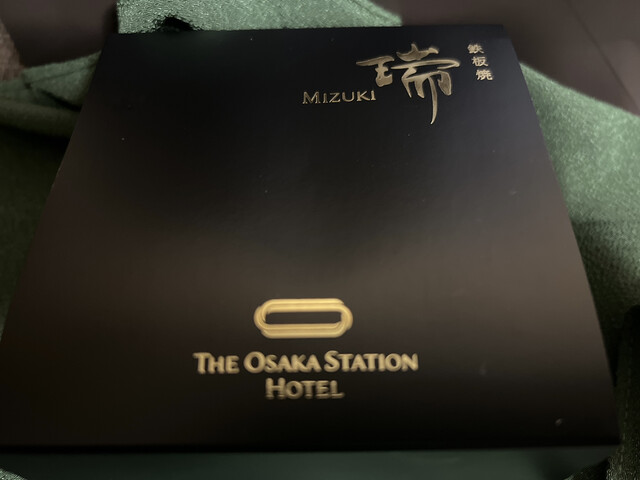 鉄板焼
瑞
MIZUKI
THE OSAKA STATION
HOTEL